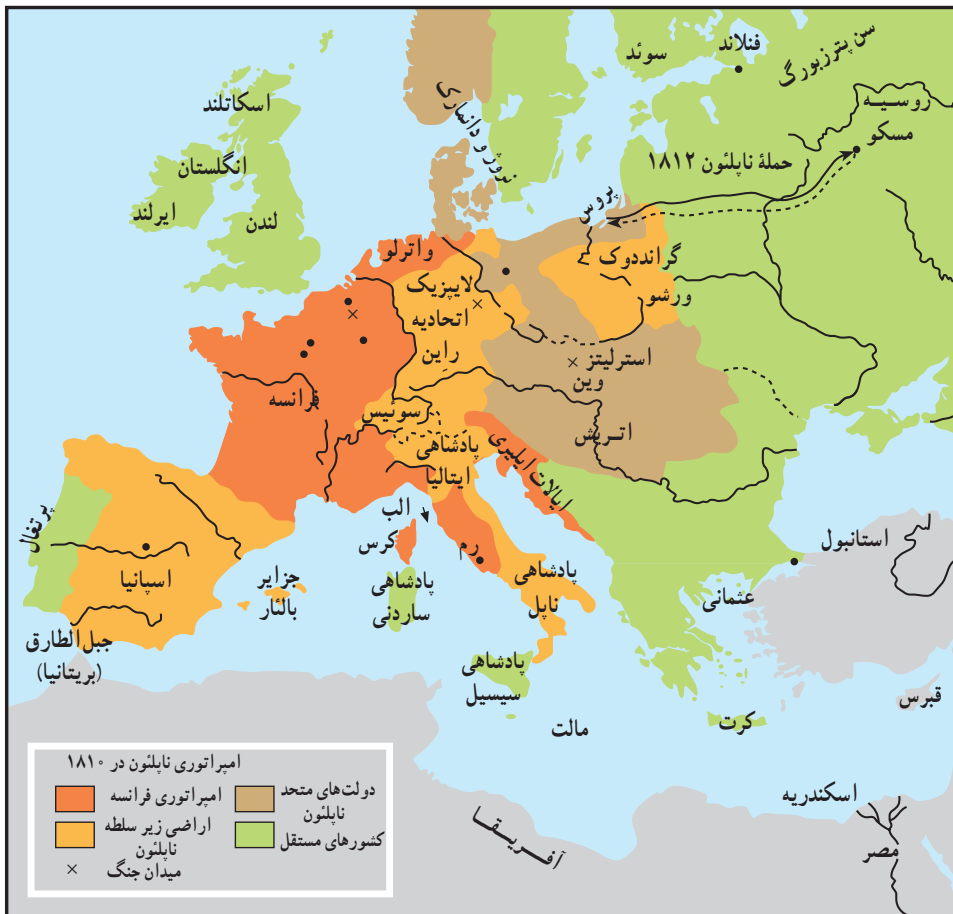 سن پترزبورگ
فنلاند
سوئد
روسیه
مسکو
حملهٔ ناپلئون ۱۸۱۲
نروژ و دانمارک
اسکاتلند
انگلستان
ایرلند
لندن
پروس
گرانددوک
ورشو
واترلو
لایپزیک
اتحادیه
راین
استرلیتز
وین
اتریش
فرانسه
سوئیس
پادشاهی
ایتالیا
ایالات ایلیری
الب
کرس
رم
پرتغال
اسپانیا
جزایر
بالئار
پادشاهی
ساردنی
پادشاهی
ناپل
استانبول
عثمانی
جبل‌الطارق
(بریتانیا)
پادشاهی
سیسیل
مالت
کرت
قبرس
اسکندریه
مصر
آفریقا
امپراتوری ناپلئون در ۱۸۱۰
امپراتوری فرانسه
اراضی زیر سلطه
ناپلئون
میدان جنگ
دولت‌های متحد
ناپلئون
کشورهای مستقل